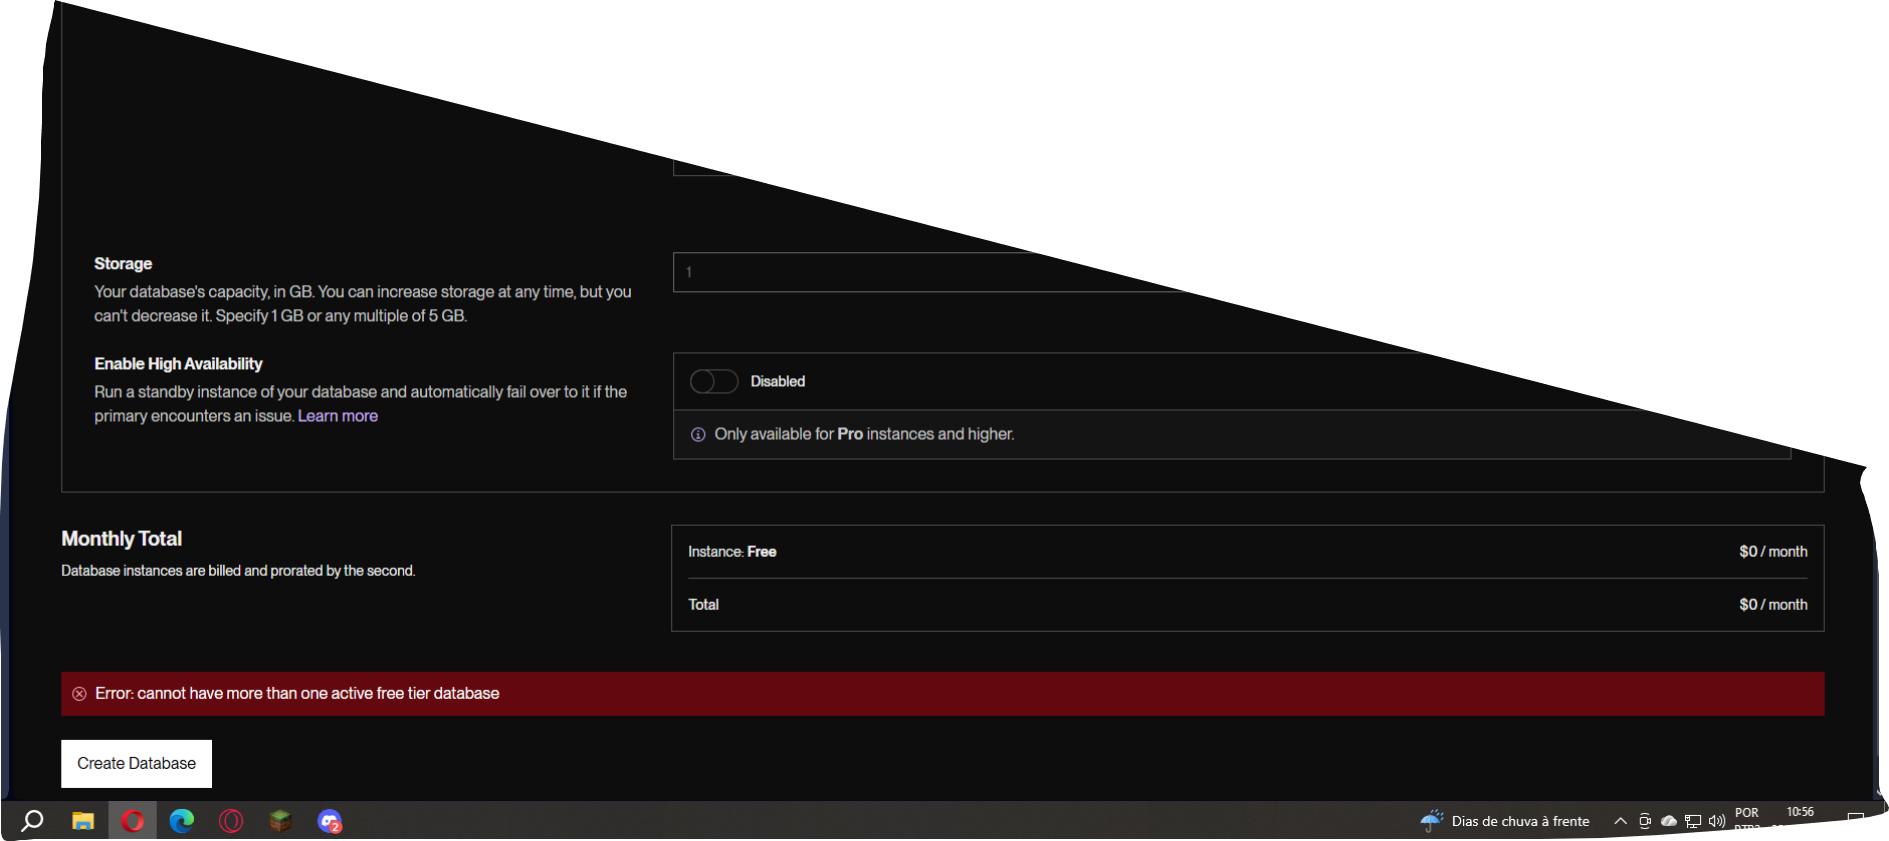 Storage
Your database's capacity, in GB. You can increase storage at any time, but you
can't decrease it. Specify 1 GB or any multiple of 5 GB.
1
Enable High Availability
Run a standby instance of your database and automatically fail over to it if the
primary encounters an issue. Learn more
Disabled
Only available for Pro instances and higher.
Monthly Total
Database instances are billed and prorated by the second.
Instance: Free
$0 / month
Total
$0 / month
Error: cannot have more than one active free tier database
Create Database
2
Dias de chuva à frente
POR
10:56